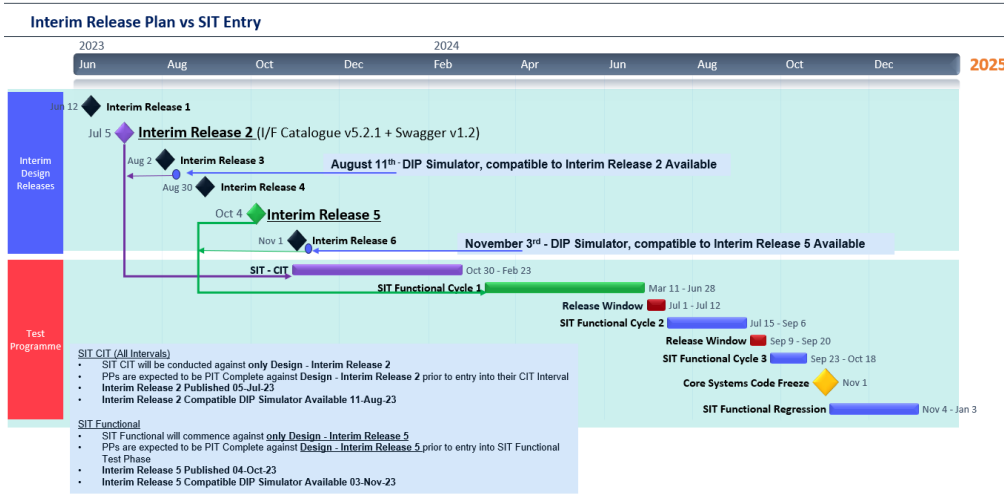 Interim Release Plan vs SIT Entry
2023
2024
Jun
Aug
Oct
Dec
Feb
Apr
Jun
Aug
Oct
Dec
2025
Interim
Design
Releases
Jun 12
Interim Release 1
Jul 5
Interim Release 2 (I/F Catalogue v5.2.1 + Swagger v1.2)
Aug 2
Interim Release 3
August 11th - DIP Simulator, compatible to Interim Release 2 Available
Aug 30
Interim Release 4
Oct 4
Interim Release 5
Nov 1
Interim Release 6
November 3rd - DIP Simulator, compatible to Interim Release 5 Available
Test
Programme
SIT - CIT
Oct 30 - Feb 23
SIT Functional Cycle 1
Mar 11 - Jun 28
Release Window
Jul 1 - Jul 12
SIT Functional Cycle 2
Jul 15 - Sep 6
Release Window
Sep 9 - Sep 20
SIT Functional Cycle 3
Sep 23 - Oct 18
Core Systems Code Freeze
Nov 1
SIT Functional Regression
Nov 4 - Jan 3
SIT CIT (All Intervals)
• SIT CIT will be conducted against only Design - Interim Release 2
• PPs are expected to be PIT Complete against Design - Interim Release 2 prior to entry into their CIT Interval
• Interim Release 2 Published 05-Jul-23
• Interim Release 2 Compatible DIP Simulator Available 11-Aug-23
SIT Functional
• SIT Functional will commence against only Design - Interim Release 5
• PPs are expected to be PIT Complete against Design - Interim Release 5 prior to entry into SIT Functional
Test Phase
• Interim Release 5 Published 04-Oct-23
• Interim Release 5 Compatible DIP Simulator Available 03-Nov-23